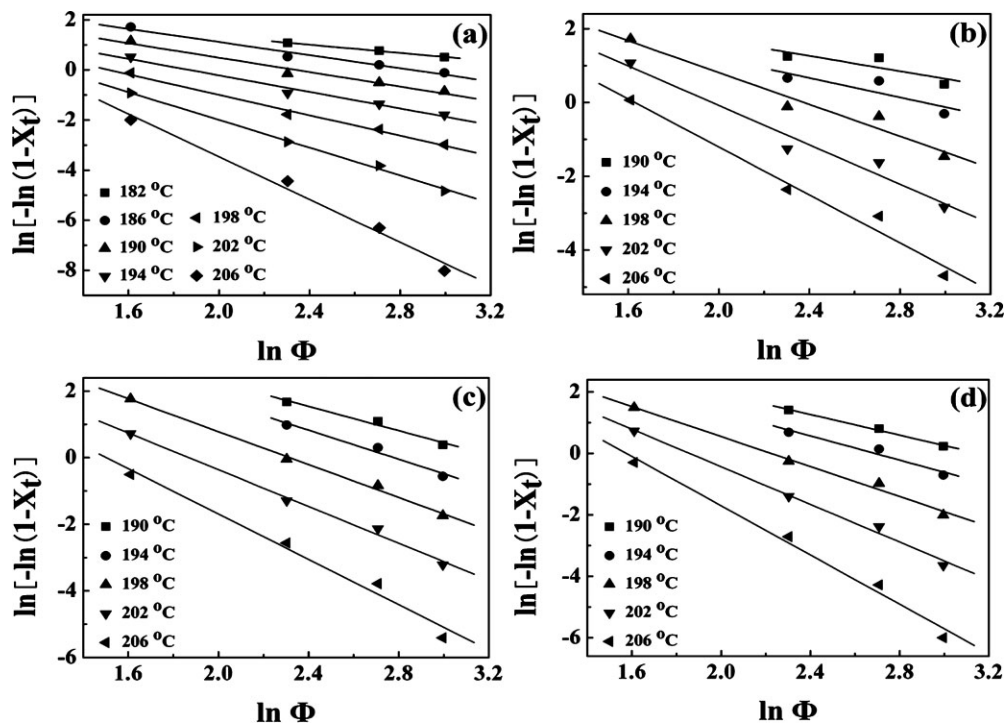 (a)
ln[-ln(1-Xt)]
2
0
-2
-4
-6
-8
182 °C
186 °C
190 °C
194 °C
198 °C
202 °C
206 °C
1.6 2.0 2.4 2.8 3.2
ln Φ
(b)
ln[-ln(1-Xt)]
2
0
-2
-4
190 °C
194 °C
198 °C
202 °C
206 °C
1.6 2.0 2.4 2.8 3.2
ln Φ
(c)
ln[-ln(1-Xt)]
2
0
-2
-4
-6
190 °C
194 °C
198 °C
202 °C
206 °C
1.6 2.0 2.4 2.8 3.2
ln Φ
(d)
ln[-ln(1-Xt)]
4
2
0
-2
-4
-6
190 °C
194 °C
198 °C
202 °C
206 °C
1.6 2.0 2.4 2.8 3.2
ln Φ